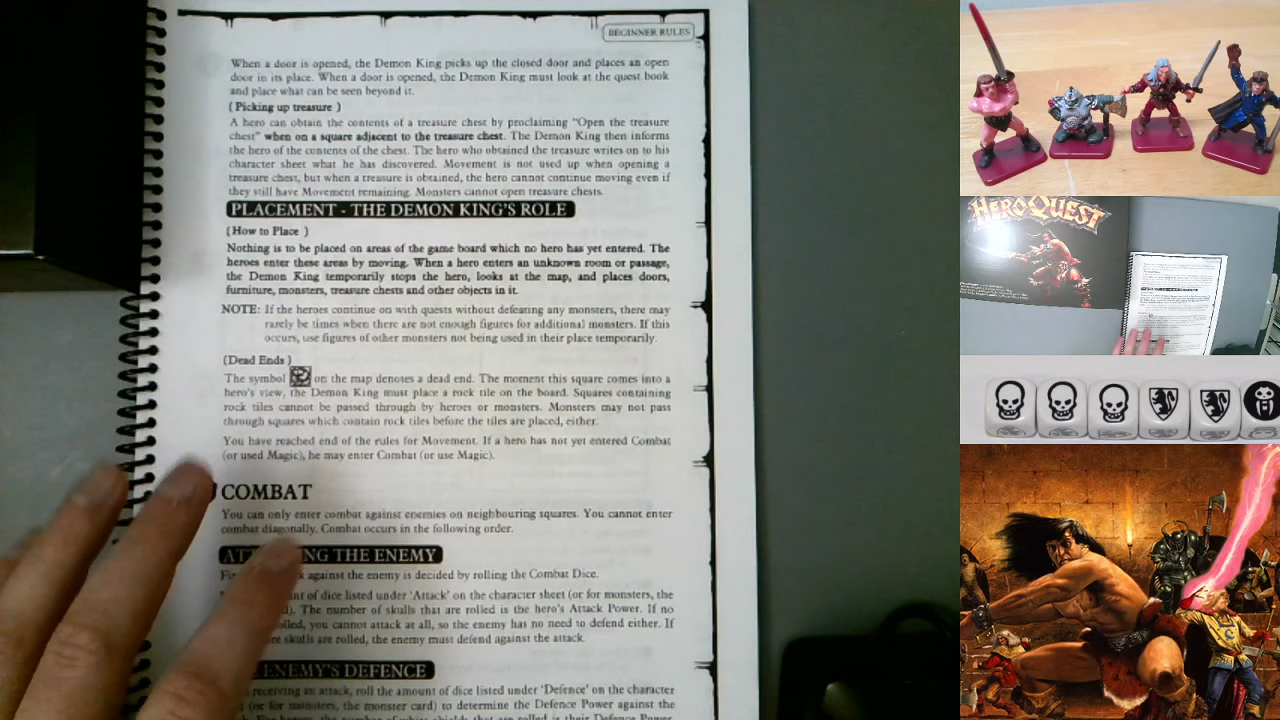 BEGINNER RULES
When a door is opened, the Demon King picks up the closed door and places an open
door in its place. When a door is opened, the Demon King must look at the quest book
and place what can be seen beyond it.
( Picking up treasure )
A hero can obtain the contents of a treasure chest by proclaiming "Open the treasure
chest" when on a square adjacent to the treasure chest. The Demon King then informs
the hero of the contents of the chest. The hero who obtained the treasure writes on to his
character sheet what he has discovered. Movement is not used up when opening a
treasure chest, but when a treasure is obtained, the hero cannot continue moving even if
they still have Movement remaining. Monsters cannot open treasure chests.
PLACEMENT - THE DEMON KING'S ROLE
( How to Place )
Nothing is to be placed on areas of the game board which no hero has yet entered. The
heroes enter these areas by moving. When a hero enters an unknown room or passage,
the Demon King temporarily stops the hero, looks at the map, and places doors,
furniture, monsters, treasure chests and other objects in it.
NOTE: If the heroes continue on with quests without defeating any monsters, there may
rarely be times when there are not enough figures for additional monsters. If this
occurs, use figures of other monsters not being used in their place temporarily.
(Dead Ends )
The symbol on the map denotes a dead end. The moment this square comes into a
hero's view, the Demon King must place a rock tile on the board. Squares containing
rock tiles cannot be passed through by heroes or monsters. Monsters may not pass
through squares which contain rock tiles before the tiles are placed, either.
You have reached end of the rules for Movement. If a hero has not yet entered Combat
(or used Magic), he may enter Combat (or use Magic).
COMBAT
You can only enter combat against enemies on neighbouring squares. You cannot enter
combat diagonally. Combat occurs in the following order.
THE ENEMY
against the enemy is decided by rolling the Combat Dice.
of dice listed under 'Attack' on the character sheet (or for monsters, the
The number of skulls that are rolled is the hero's Attack Power. If no
you cannot attack at all, so the enemy has no need to defend either. If
skulls are rolled, the enemy must defend against the attack.
ENEMY'S DEFENCE
receiving an attack, roll the amount of dice listed under 'Defence' on the character
(or for monsters, the monster card) to determine the Defence Power against the
For heroes, the number of white shields that are rolled is their Defence Power.
HEROQUEST